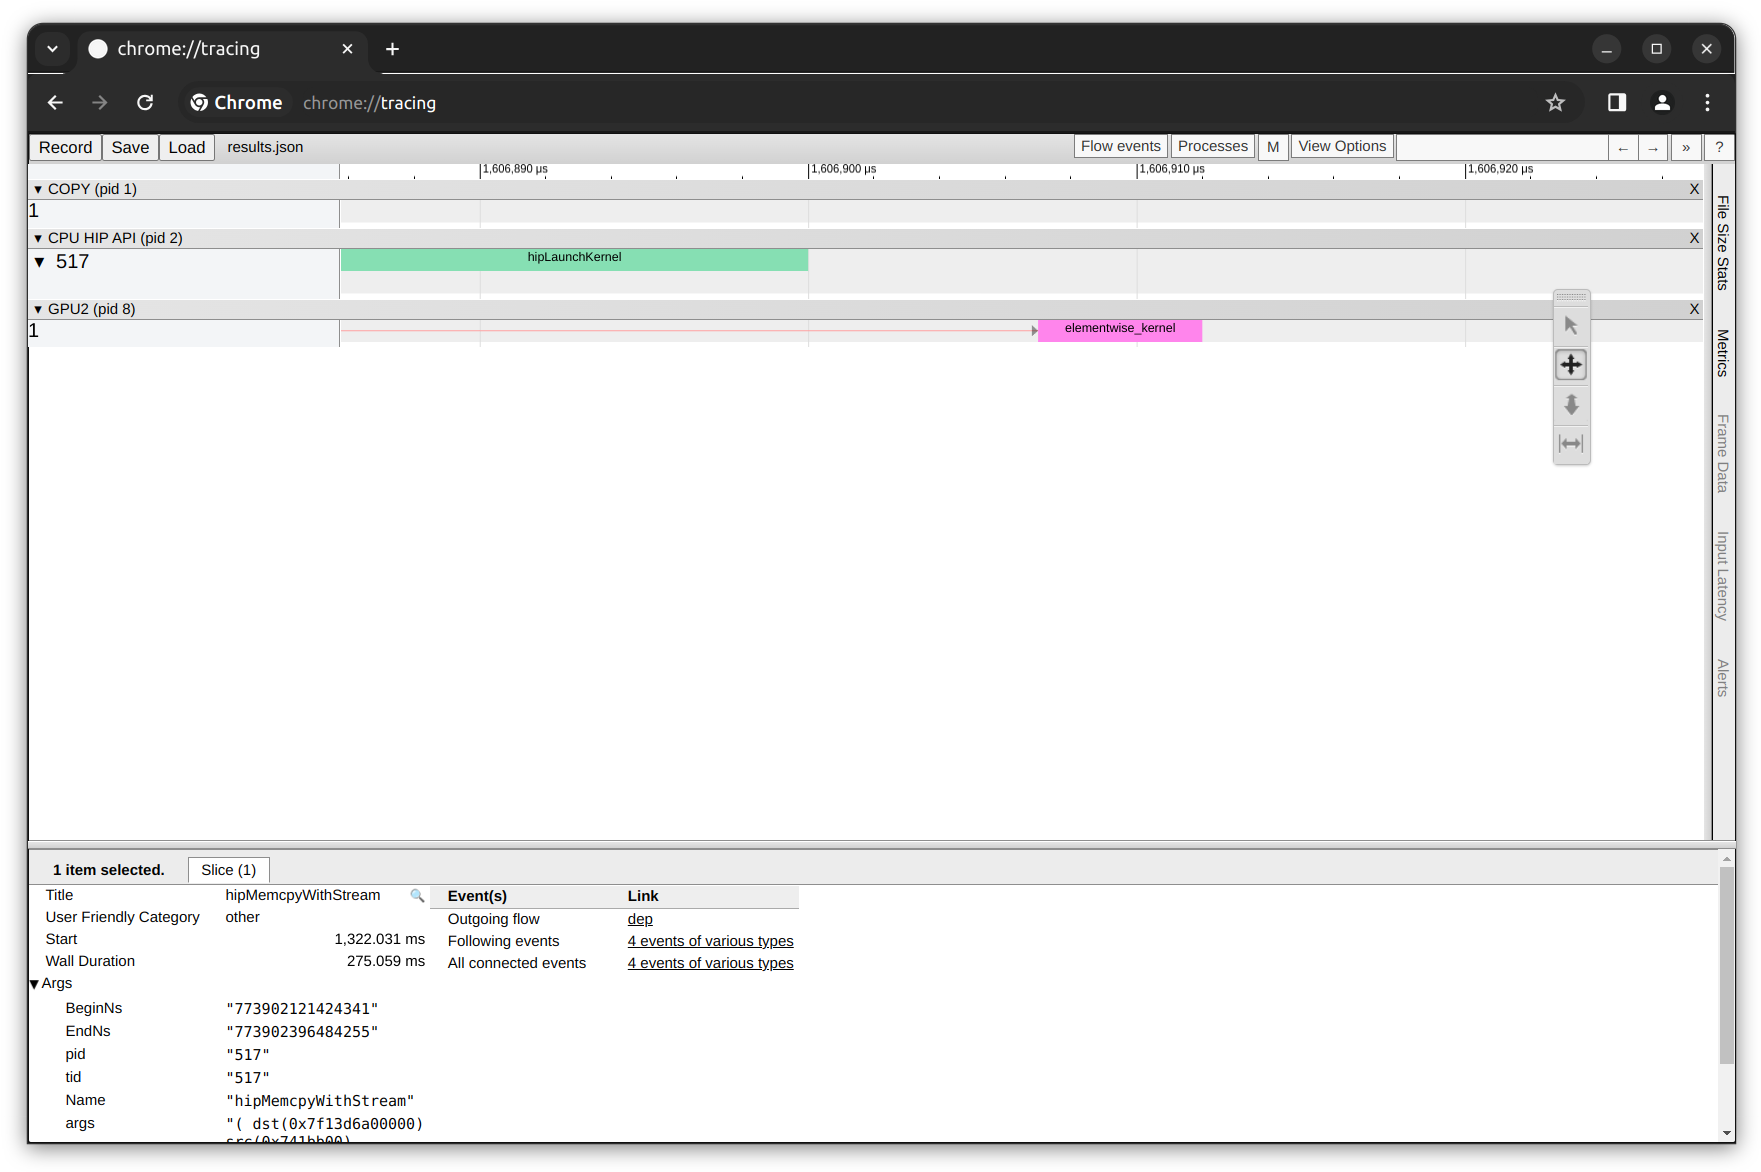 chrome://tracing
Chrome chrome://tracing
Record Save Load results.json Flow events Processes M View Options ← → » ?
1,606,890 μs 1,606,900 μs 1,606,910 μs 1,606,920 μs
▼ COPY (pid 1) X
1
▼ CPU HIP API (pid 2) X
▼ 517 hipLaunchKernel
▼ GPU2 (pid 8) X
1 elementwise_kernel
File Size Stats
Metrics
Frame Data
Input Latency
Alerts
1 item selected. Slice (1)
Title hipMemcpyWithStream
User Friendly Category other
Start 1,322.031 ms
Wall Duration 275.059 ms
▼ Args
BeginNs "773902121424341"
EndNs "773902396484255"
pid "517"
tid "517"
Name "hipMemcpyWithStream"
args "( dst(0x7f13d6a00000)
src(0x741bb00)
Event(s) Link
Outgoing flow dep
Following events 4 events of various types
All connected events 4 events of various types